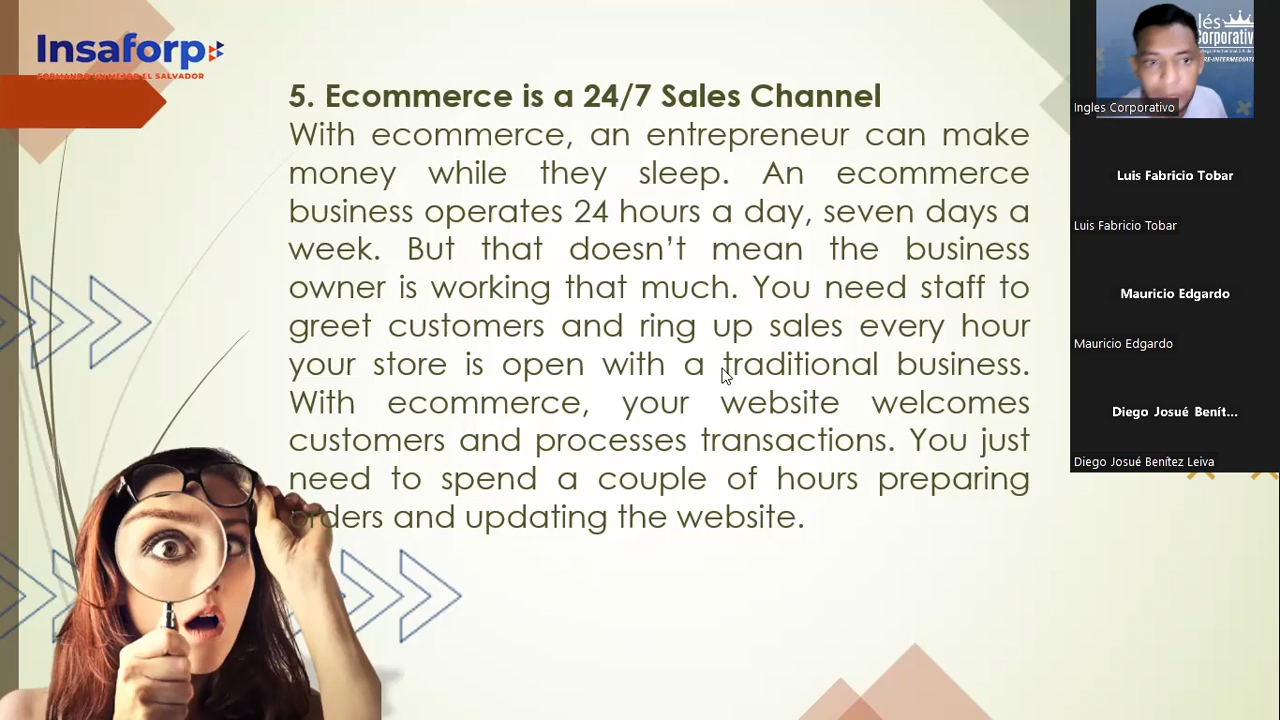 Insaforp
FORMANDO UN MEJOR EL SALVADOR
5. Ecommerce is a 24/7 Sales Channel
With ecommerce, an entrepreneur can make
money while they sleep. An ecommerce
business operates 24 hours a day, seven days a
week. But that doesn’t mean the business
owner is working that much. You need staff to
greet customers and ring up sales every hour
your store is open with a traditional business.
With ecommerce, your website welcomes
customers and processes transactions. You just
need to spend a couple of hours preparing
orders and updating the website.
Ingles Corporativo
Luis Fabricio Tobar
Luis Fabricio Tobar
Mauricio Edgardo
Mauricio Edgardo
Diego Josué Benít...
Diego Josué Benítez Leiva